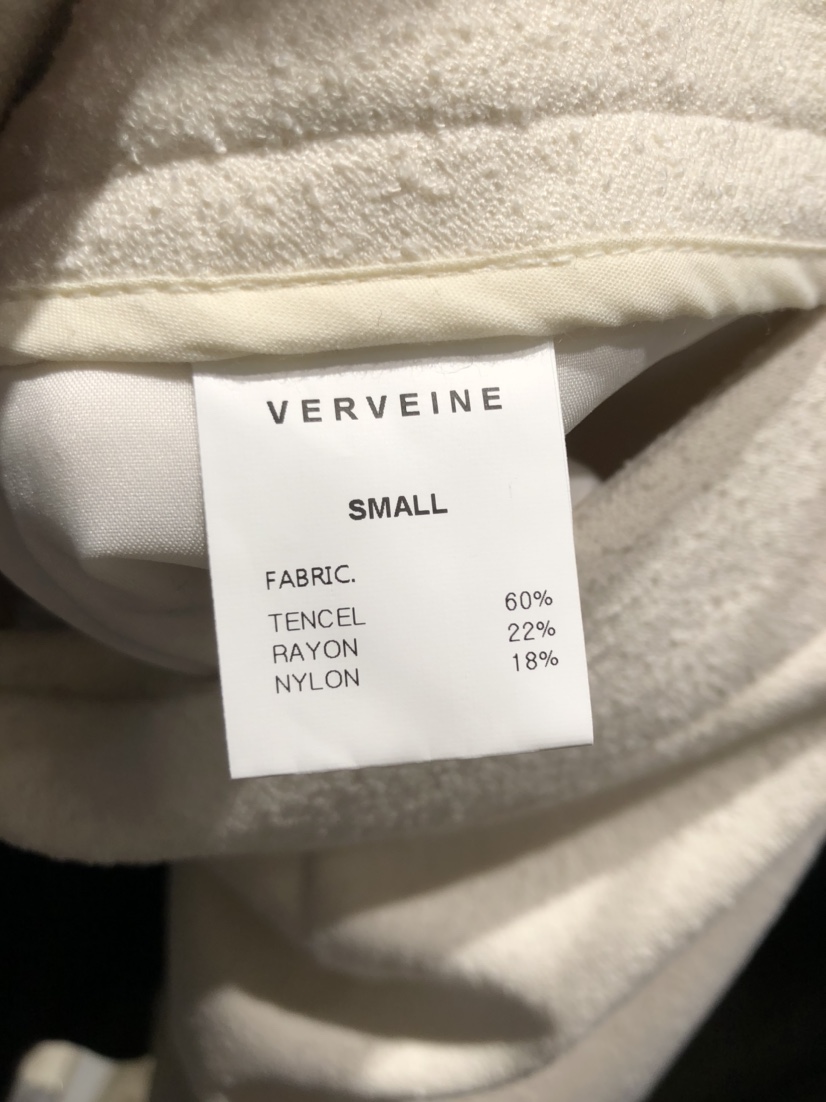 VERVEINE
SMALL
FABRIC.
TENCEL 60%
RAYON 22%
NYLON 18%